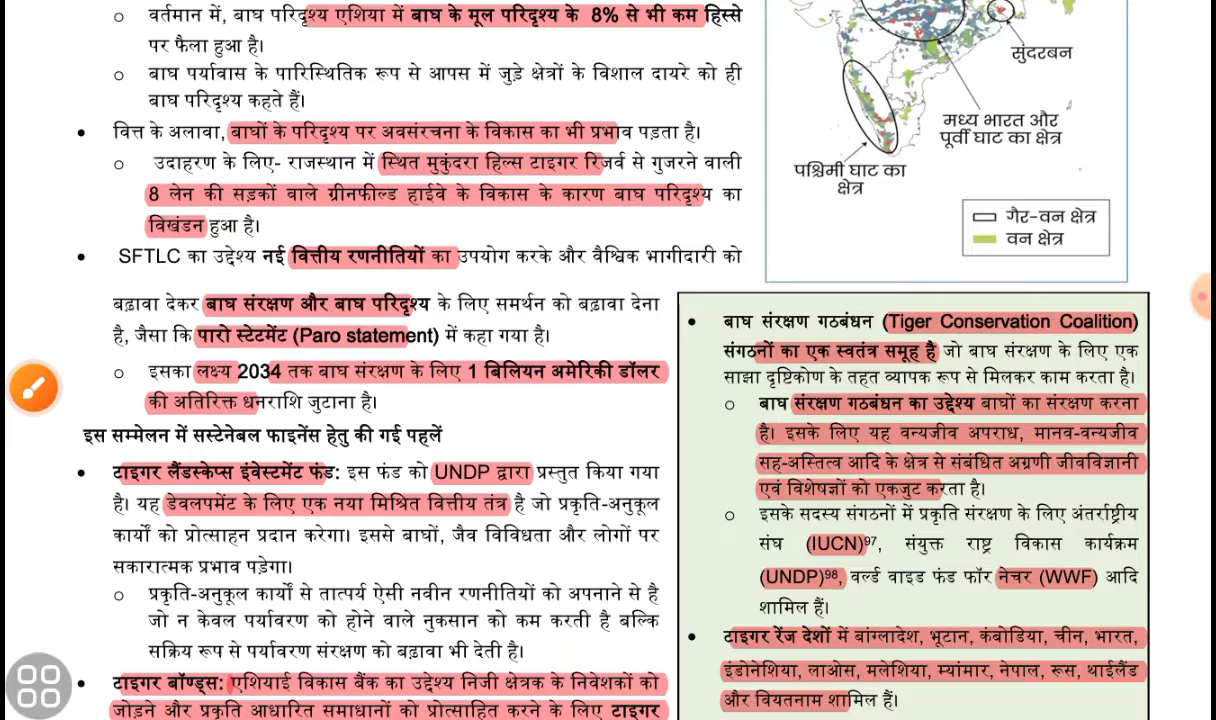 ○ वर्तमान में, बाघ परिदृश्य एशिया में बाघ के मूल परिदृश्य के 8% से भी कम हिस्से
पर फैला हुआ है।
○ बाघ पर्यावास के पारिस्थितिक रूप से आपस में जुड़े क्षेत्रों के विशाल दायरे को ही
बाघ परिदृश्य कहते हैं।
• वित्त के अलावा, बाघों के परिदृश्य पर अवसंरचना के विकास का भी प्रभाव पड़ता है।
○ उदाहरण के लिए- राजस्थान में स्थित मुकुंदरा हिल्स टाइगर रिजर्व से गुजरने वाली
8 लेन की सड़कों वाले ग्रीनफील्ड हाईवे के विकास के कारण बाघ परिदृश्य का
विखंडन हुआ है।
• SFTLC का उद्देश्य नई वित्तीय रणनीतियों का उपयोग करके और वैश्विक भागीदारी को
बढ़ावा देकर बाघ संरक्षण और बाघ परिदृश्य के लिए समर्थन को बढ़ावा देना
है, जैसा कि पारो स्टेटमेंट (Paro statement) में कहा गया है।
○ इसका लक्ष्य 2034 तक बाघ संरक्षण के लिए 1 बिलियन अमेरिकी डॉलर
की अतिरिक्त धनराशि जुटाना है।
इस सम्मेलन में सस्टेनेबल फाइनेंस हेतु की गई पहलें
• टाइगर लैंडस्केप्स इंवेस्टमेंट फंड: इस फंड को UNDP द्वारा प्रस्तुत किया गया
है। यह डेवलपमेंट के लिए एक नया मिश्रित वित्तीय तंत्र है जो प्रकृति-अनुकूल
कार्यों को प्रोत्साहन प्रदान करेगा। इससे बाघों, जैव विविधता और लोगों पर
सकारात्मक प्रभाव पड़ेगा।
○ प्रकृति-अनुकूल कार्यों से तात्पर्य ऐसी नवीन रणनीतियों को अपनाने से है
जो न केवल पर्यावरण को होने वाले नुकसान को कम करती है बल्कि
सक्रिय रूप से पर्यावरण संरक्षण को बढ़ावा भी देती है।
• टाइगर बॉण्ड्स: एशियाई विकास बैंक का उद्देश्य निजी क्षेत्रक के निवेशकों को
जोड़ने और प्रकृति आधारित समाधानों को प्रोत्साहित करने के लिए टाइगर
सुंदरबन
मध्य भारत और
पूर्वी घाट का क्षेत्र
पश्चिमी घाट का
क्षेत्र
गैर-वन क्षेत्र
वन क्षेत्र
• बाघ संरक्षण गठबंधन (Tiger Conservation Coalition)
संगठनों का एक स्वतंत्र समूह है जो बाघ संरक्षण के लिए एक
साझा दृष्टिकोण के तहत व्यापक रूप से मिलकर काम करता है।
○ बाघ संरक्षण गठबंधन का उद्देश्य बाघों का संरक्षण करना
है। इसके लिए यह वन्यजीव अपराध, मानव-वन्यजीव
सह-अस्तित्व आदि के क्षेत्र से संबंधित अग्रणी जीवविज्ञानी
एवं विशेषज्ञों को एकजुट करता है।
○ इसके सदस्य संगठनों में प्रकृति संरक्षण के लिए अंतर्राष्ट्रीय
संघ (IUCN)⁹⁷, संयुक्त राष्ट्र विकास कार्यक्रम
(UNDP)⁹⁸, वर्ल्ड वाइड फंड फॉर नेचर (WWF) आदि
शामिल हैं।
• टाइगर रेंज देशों में बांग्लादेश, भूटान, कंबोडिया, चीन, भारत,
इंडोनेशिया, लाओस, मलेशिया, म्यांमार, नेपाल, रूस, थाईलैंड
और वियतनाम शामिल हैं।